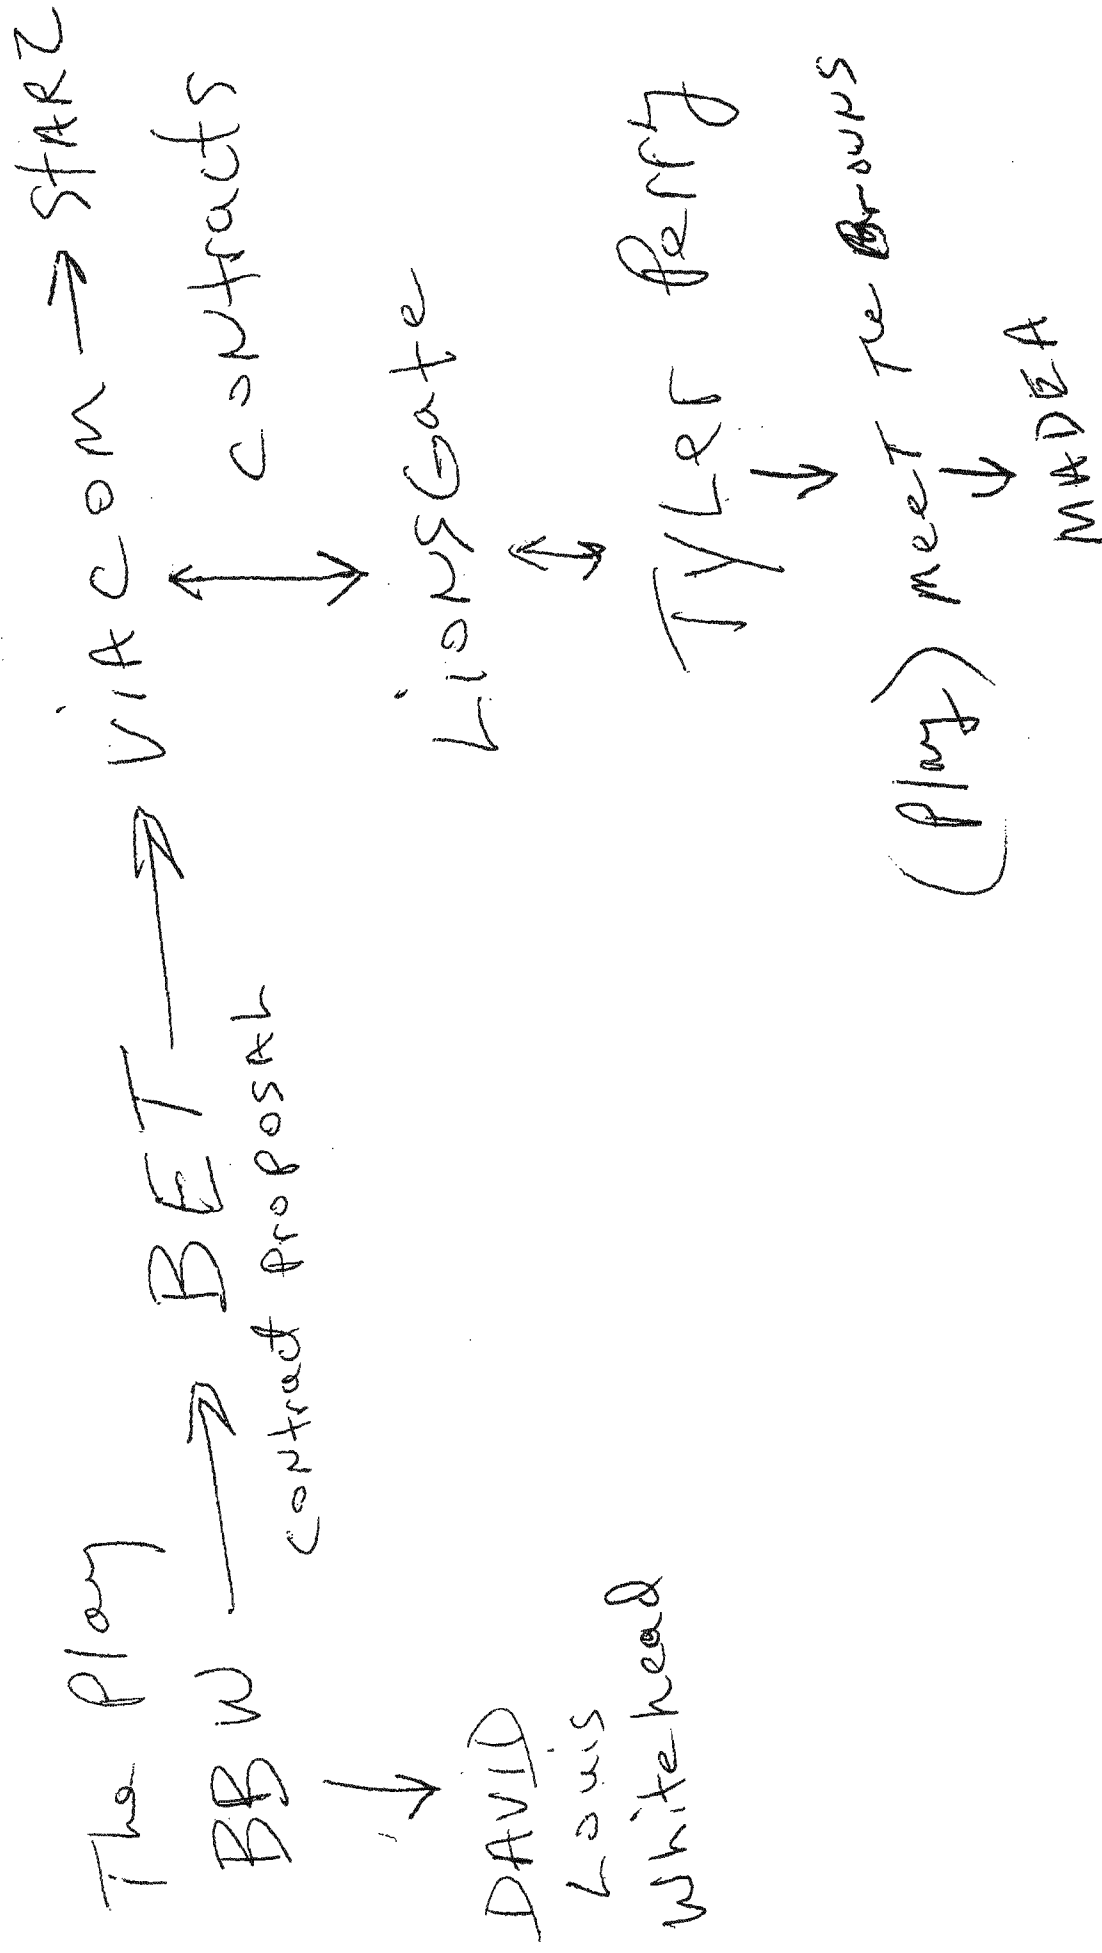 The Play
BBW → BET → ViACOM → StARZ
contract proposAL
contracts
DAVID
Louis
Whitehead
LionsGate
TYLer Perry
(Play) meeT The Browns
MADEA